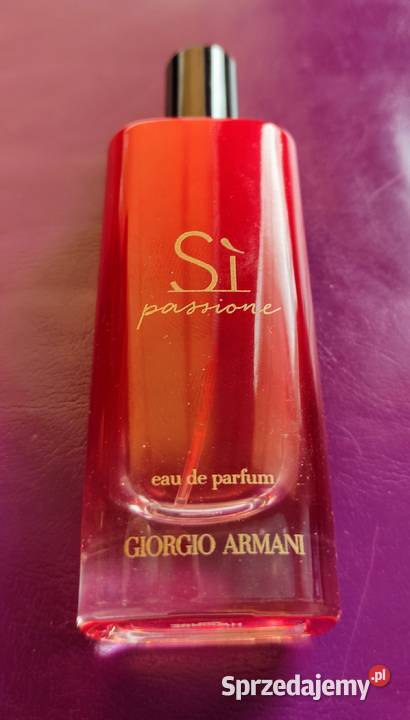 Sì
passione
eau de parfum
GIORGIO ARMANI
Sprzedajemy.pl